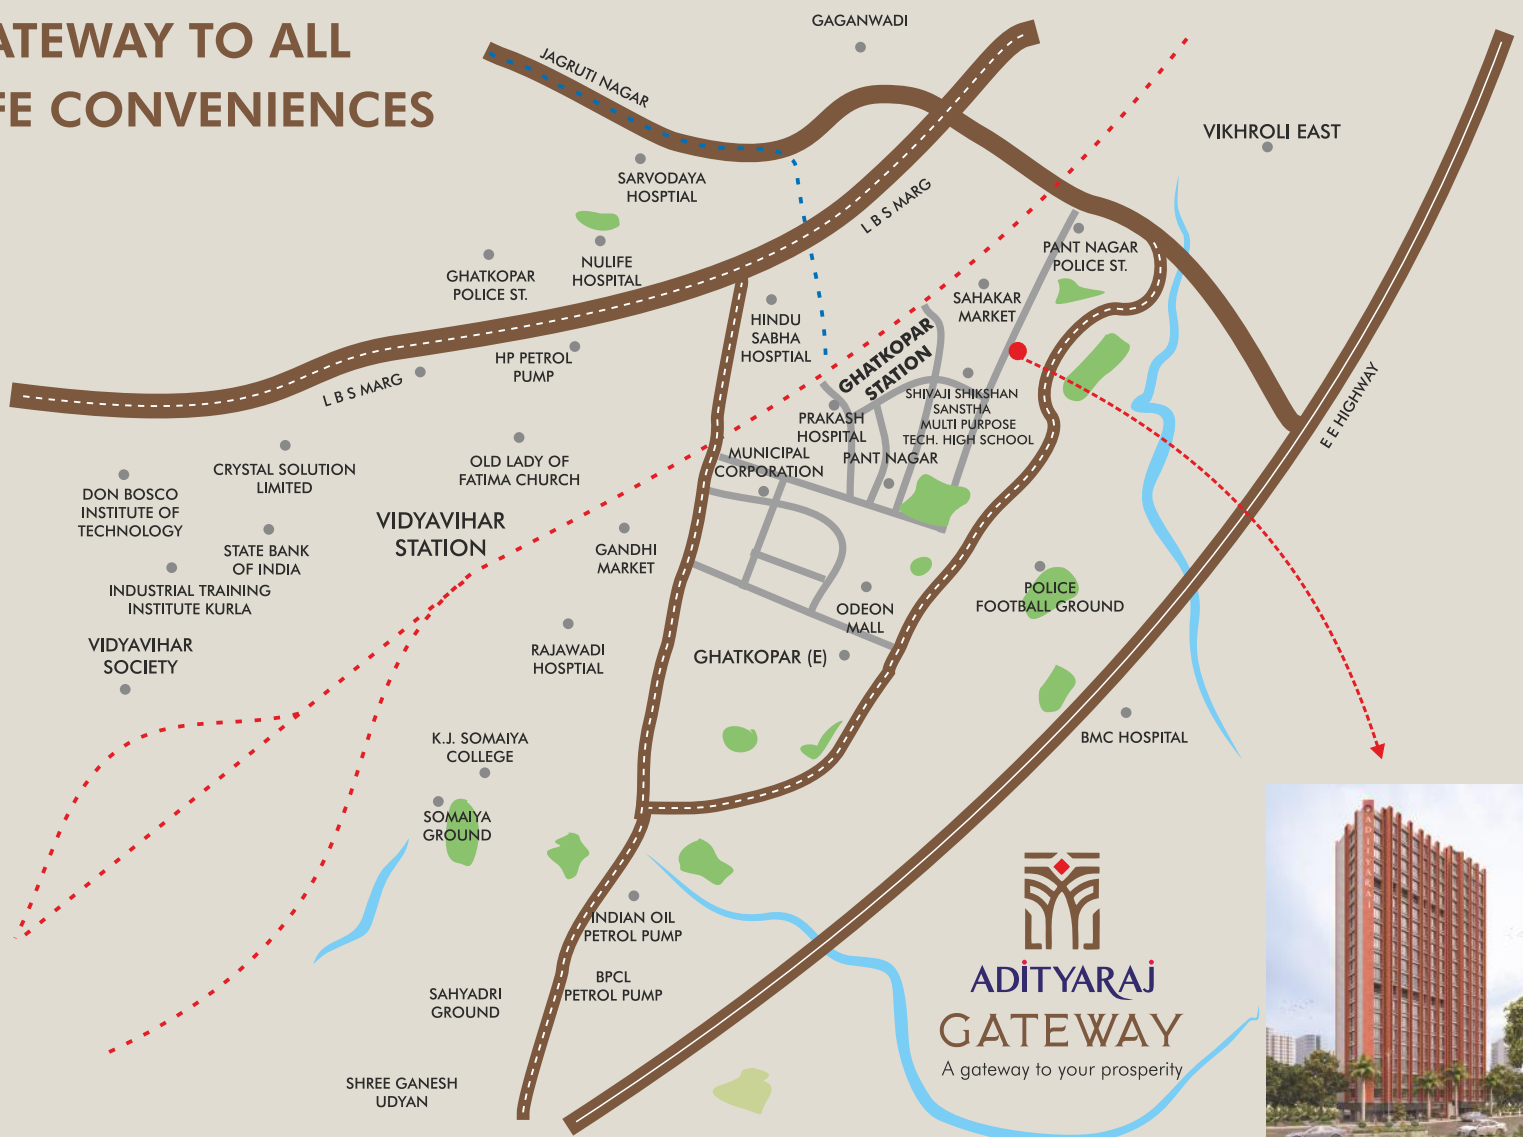 ATEWAY TO ALL
FE CONVENIENCES
GAGANWADI
JAGRUTI NAGAR
VIKHROLI EAST
SARVODAYA
HOSPTIAL
L B S MARG
PANT NAGAR
POLICE ST.
NULIFE
HOSPITAL
GHATKOPAR
POLICE ST.
SAHAKAR
MARKET
HINDU
SABHA
HOSPTIAL
GHATKOPAR
STATION
HP PETROL
PUMP
L B S MARG
SHIVAJI SHIKSHAN
SANSTHA
MULTI PURPOSE
TECH. HIGH SCHOOL
E E HIGHWAY
PRAKASH
HOSPITAL
MUNICIPAL
CORPORATION
PANT NAGAR
CRYSTAL SOLUTION
LIMITED
OLD LADY OF
FATIMA CHURCH
DON BOSCO
INSTITUTE OF
TECHNOLOGY
VIDYAVIHAR
STATION
STATE BANK
OF INDIA
GANDHI
MARKET
INDUSTRIAL TRAINING
INSTITUTE KURLA
POLICE
FOOTBALL GROUND
ODEON
MALL
VIDYAVIHAR
SOCIETY
RAJAWADI
HOSPTIAL
GHATKOPAR (E)
K.J. SOMAIYA
COLLEGE
BMC HOSPITAL
SOMAIYA
GROUND
INDIAN OIL
PETROL PUMP
BPCL
PETROL PUMP
SAHYADRI
GROUND
SHREE GANESH
UDYAN
ADITYARAJ
GATEWAY
A gateway to your prosperity
ADITYARAJ